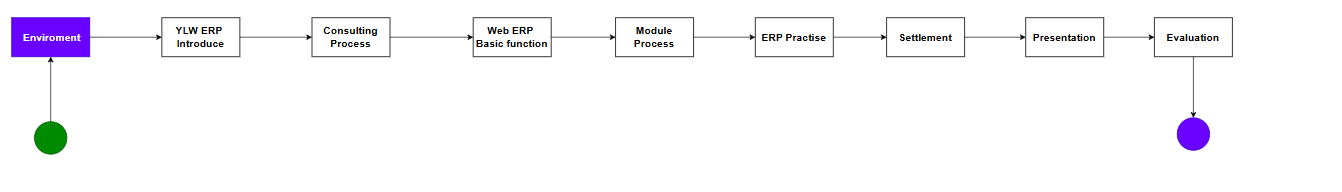 Enviroment
YLW ERP
Introduce
Consulting
Process
Web ERP
Basic function
Module
Process
ERP Practise
Settlement
Presentation
Evaluation